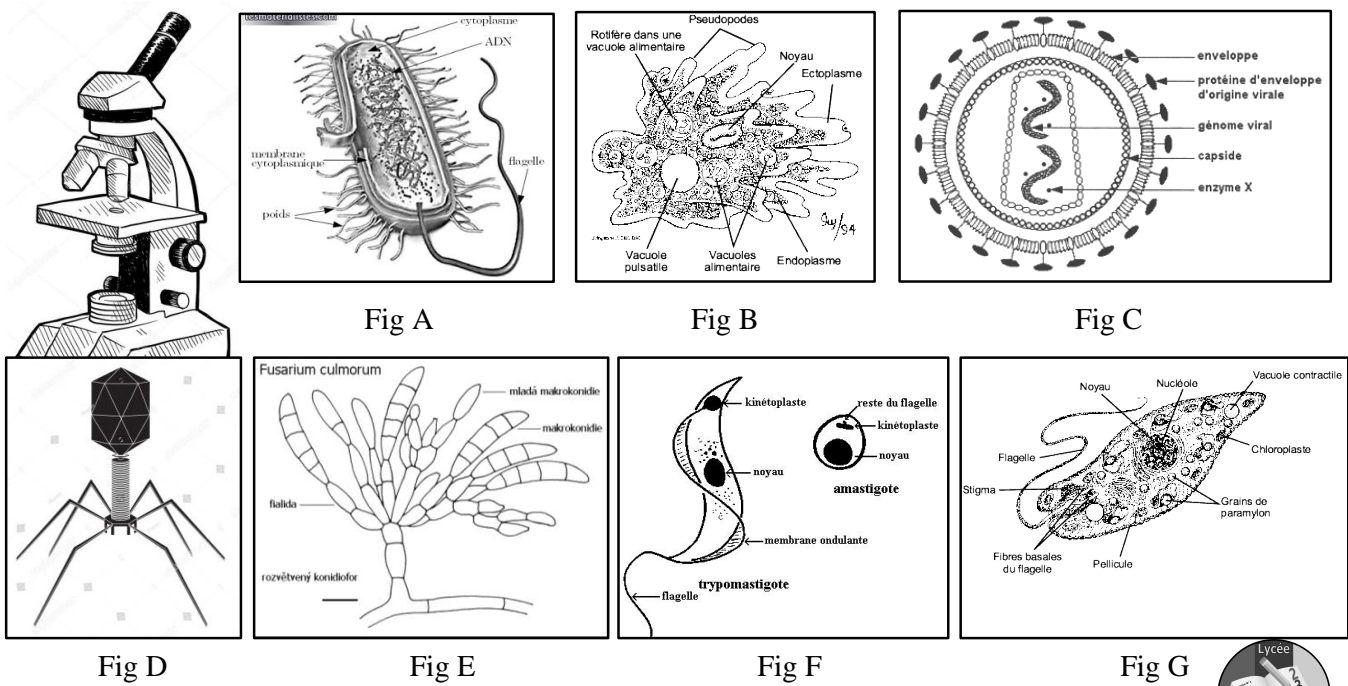 lesmaterialistes.com
cytoplasme
ADN
membrane
cytoplasmique
flagelle
poids
Fig A
Pseudopodes
Rotifère dans une
vacuole alimentaire
Noyau
Ectoplasme
Vacuole
pulsatile
Vacuoles
alimentaire
Endoplasme
Fig B
enveloppe
protéine d'enveloppe
d'origine virale
génome viral
capside
enzyme X
Fig C
Fig D
Fusarium culmorum
mladá makrokonidie
makrokonidie
fialida
rozvětvený konidiofor
Fig E
kinétoplaste
noyau
membrane ondulante
trypomastigote
flagelle
reste du flagelle
kinétoplaste
noyau
amastigote
Fig F
Noyau
Nucléole
Vacuole contractile
Flagelle
Chloroplaste
Stigma
Grains de
paramylon
Fibres basales
du flagelle
Pellicule
Fig G
Lycée